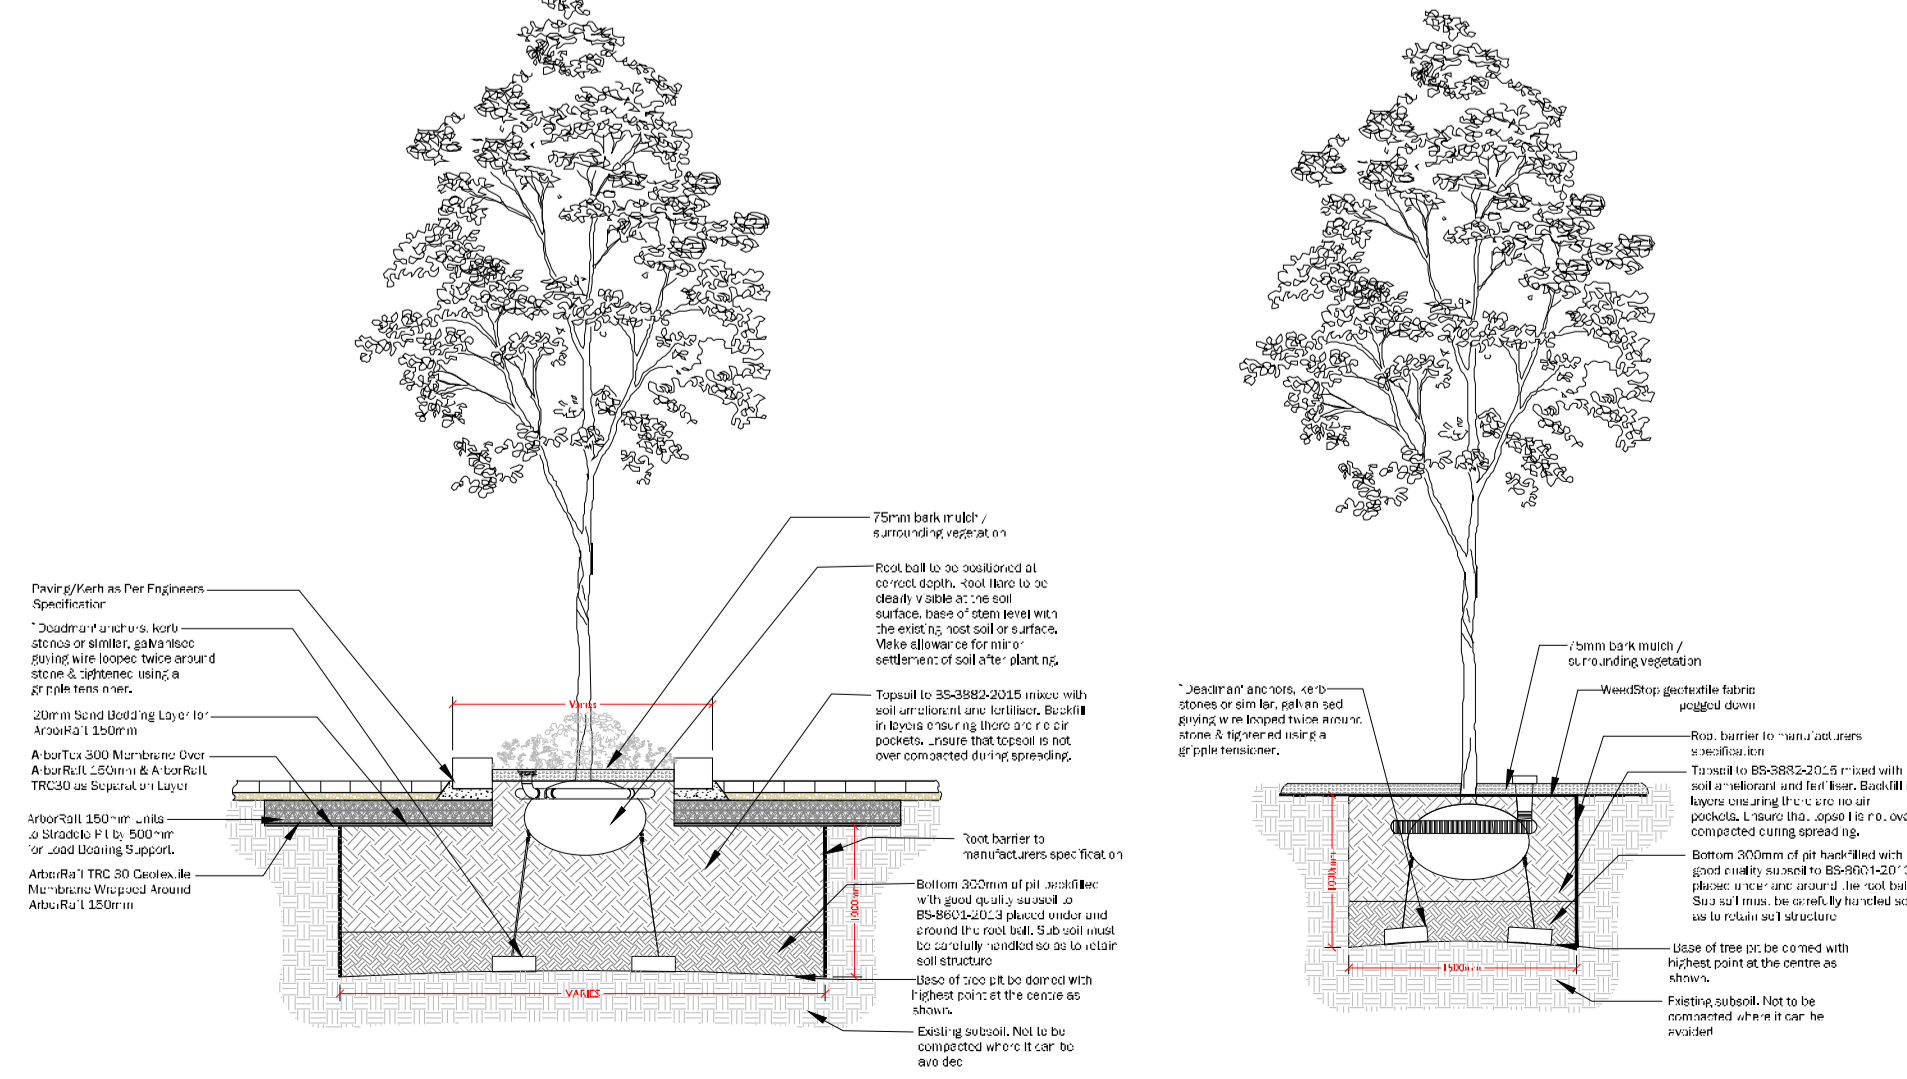 75mm bark mulch /
surrounding vegetation
Root ball to be positioned at
correct depth. Root flare to be
clearly visible at the soil
surface, base of stem level with
the existing host soil or surface.
Make allowance for minor
settlement of soil after planting.
Topsoil to BS-3882-2015 mixed with
soil ameliorant and fertiliser. Backfill
in layers ensuring there are no air
pockets. Ensure that topsoil is not
over compacted during spreading.
Root barrier to
manufacturers specification
Bottom 300mm of pit backfilled
with good quality subsoil to
BS-8601-2013 placed under and
around the root ball. Sub soil must
be carefully handled so as to retain
soil structure
Base of tree pit be domed with
highest point at the centre as
shown.
Existing subsoil. Not to be
compacted where it can be
avoided
Paving/Kerb as Per Engineers
Specification
'Deadman' anchors, kerb
stones or similar, galvanised
guying wire looped twice around
stone & tightened using a
gripple tensioner.
20mm Sand Bedding Layer for
ArborRaft 150mm
ArborTex 300 Membrane Over
ArborRaft 150mm & ArborRaft
TRC30 as Separation Layer
ArborRaft 150mm Units
to Straddle Pit by 500mm
for Load Bearing Support.
ArborRaft TRC 30 Geotextile
Membrane Wrapped Around
ArborRaft 150mm
Varies
1000mm
VARIES
75mm bark mulch /
surrounding vegetation
WeedStop geotextile fabric
pegged down
'Deadman' anchors, kerb
stones or similar, galvanised
guying wire looped twice around
stone & tightened using a
gripple tensioner.
Root barrier to manufacturers
specification
Topsoil to BS-3882-2015 mixed with
soil ameliorant and fertiliser. Backfill
layers ensuring there are no air
pockets. Ensure that topsoil is not
compacted during spreading.
Bottom 300mm of pit backfilled with
good quality subsoil to
placed under and around the root
Sub soil must be carefully handled
as to retain soil structure
Base of tree pit be domed with
highest point at the centre as
shown.
Existing subsoil. Not to be
compacted where it can be
avoided
1000mm
1500mm